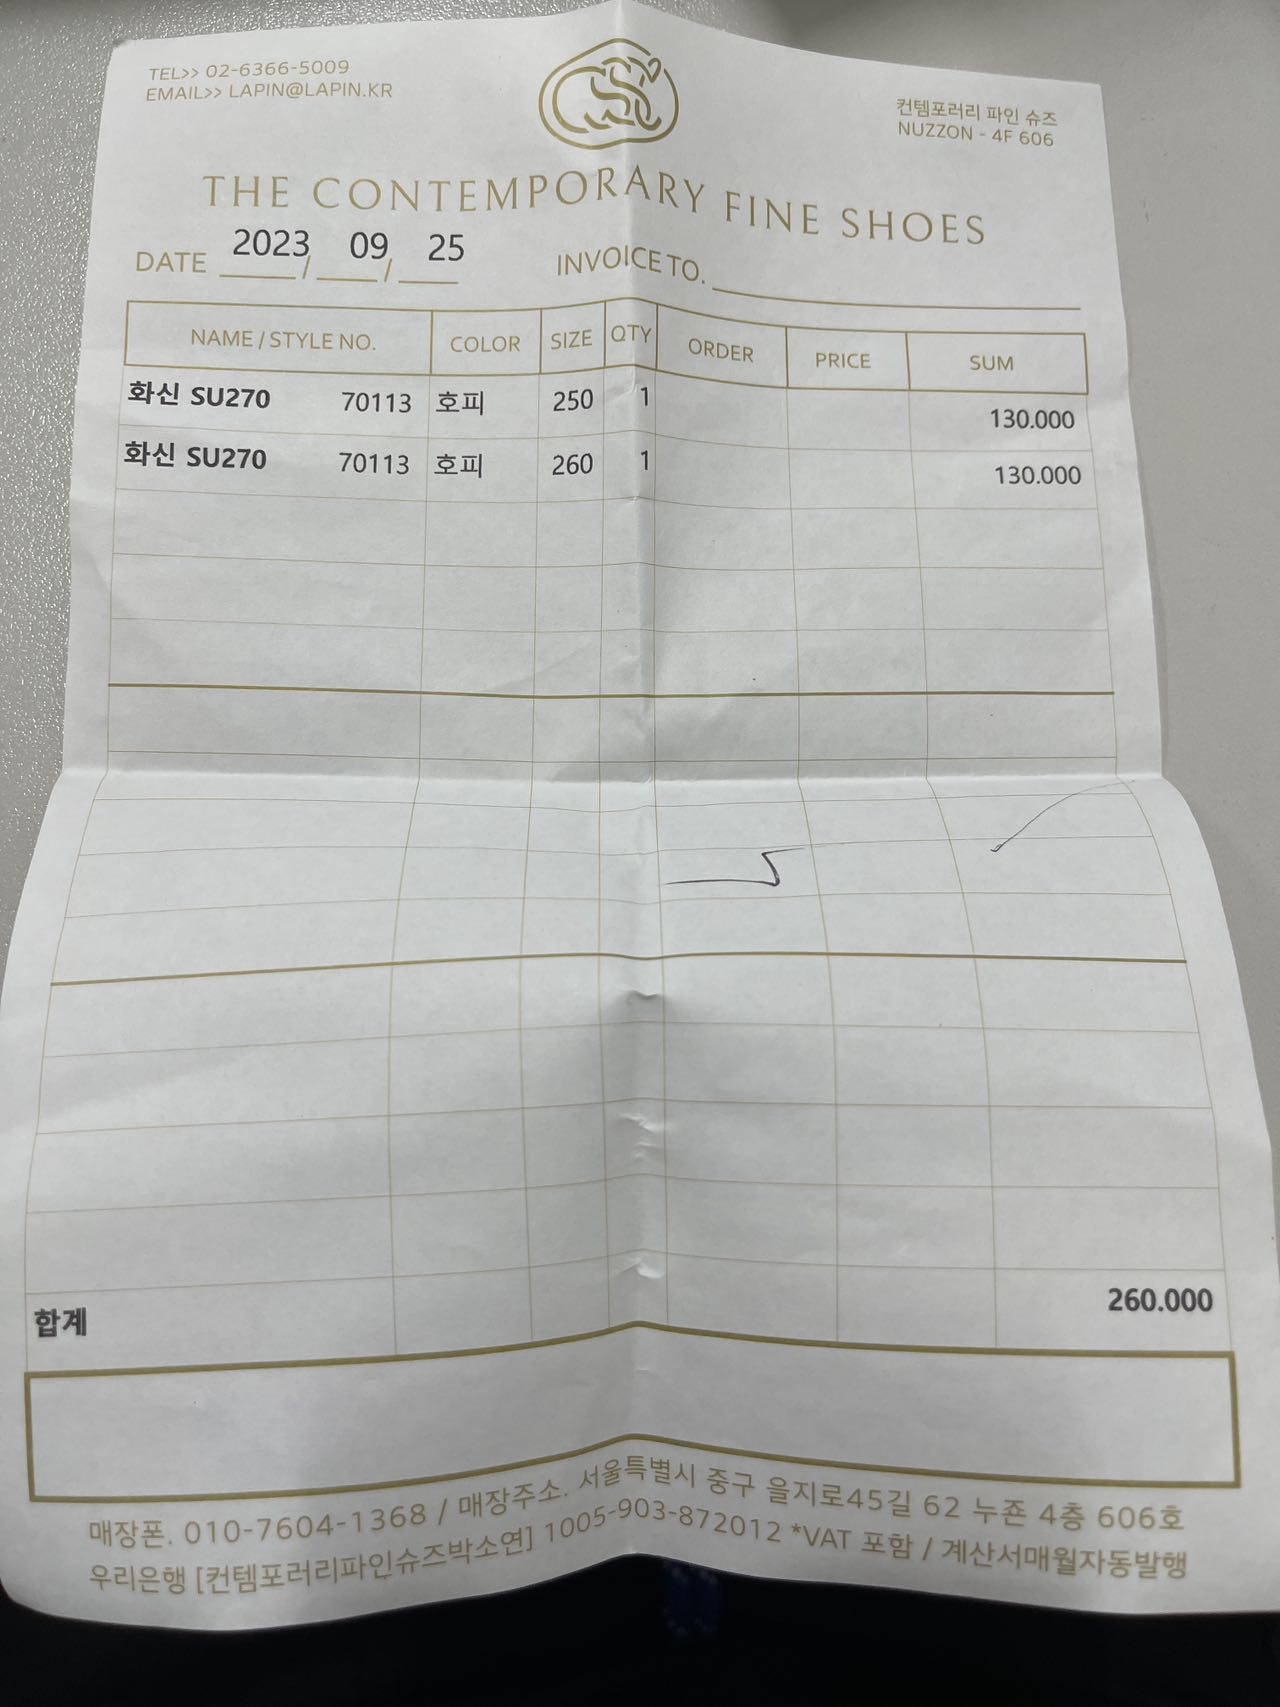 TEL>> 02-6366-5009
EMAIL>> LAPIN@LAPIN.KR
컨템포러리 파인 슈즈
NUZZON - 4F 606
THE CONTEMPORARY FINE SHOES
DATE 2023 / 09 / 25 INVOICE TO.
NAME / STYLE NO. COLOR SIZE QTY ORDER PRICE SUM
화신 SU270 70113 호피 250 1 130.000
화신 SU270 70113 호피 260 1 130.000
합계 260.000
매장폰. 010-7604-1368 / 매장주소. 서울특별시 중구 을지로45길 62 누죤 4층 606호
우리은행 [컨템포러리파인슈즈박소연] 1005-903-872012 *VAT 포함 / 계산서매월자동발행